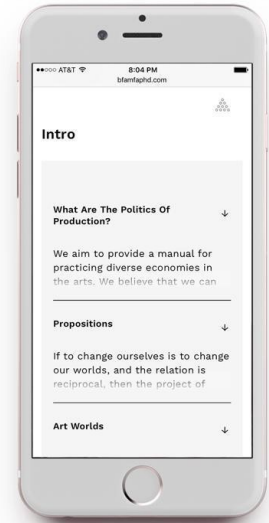 ●●○○○ AT&T 8:04 PM
bfamfaphd.com
Intro
What Are The Politics Of
Production?
↓
We aim to provide a manual for
practicing diverse economies in
the arts. We believe that we can
Propositions ↓
If to change ourselves is to change
our worlds, and the relation is
reciprocal, then the project of
Art Worlds ↓